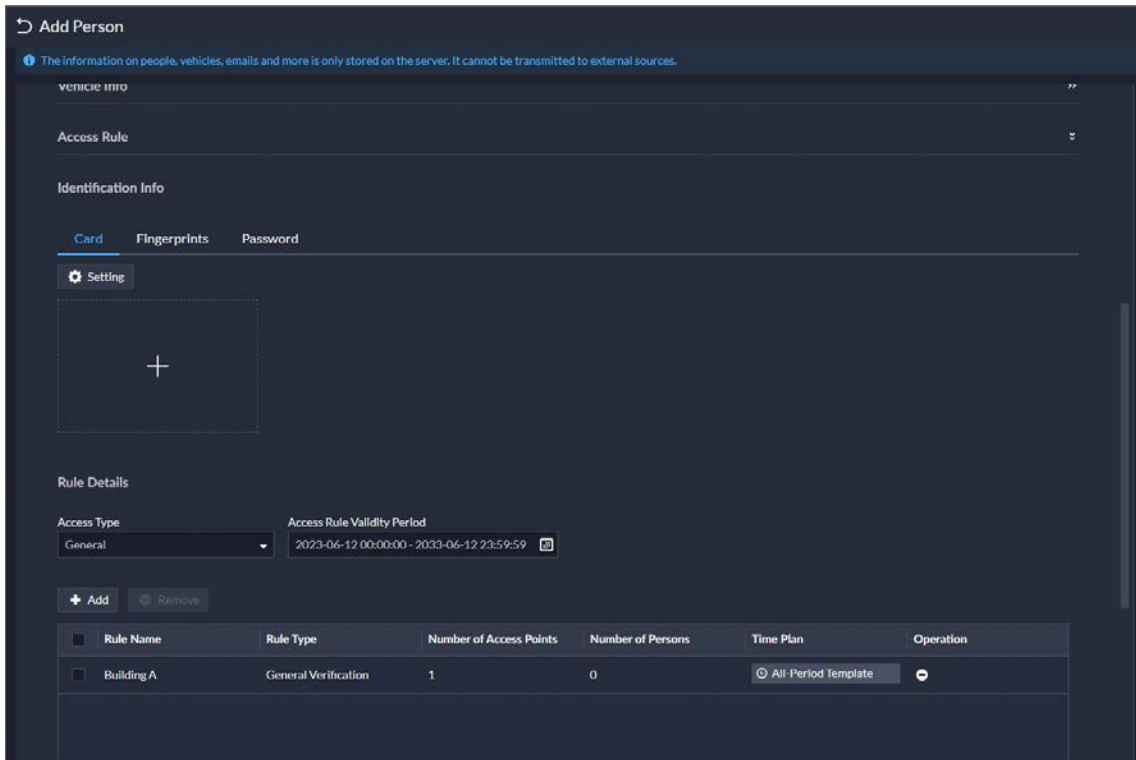 Add Person
The information on people, vehicles, emails and more is only stored on the server. It cannot be transmitted to external sources.
Vehicle Info
Access Rule
Identification Info
Card Fingerprints Password
Setting
Rule Details
Access Type Access Rule Validity Period
General 2023-06-12 00:00:00 - 2033-06-12 23:59:59
Add Remove
Rule Name Rule Type Number of Access Points Number of Persons Time Plan Operation
Building A General Verification 1 0 All-Period Template